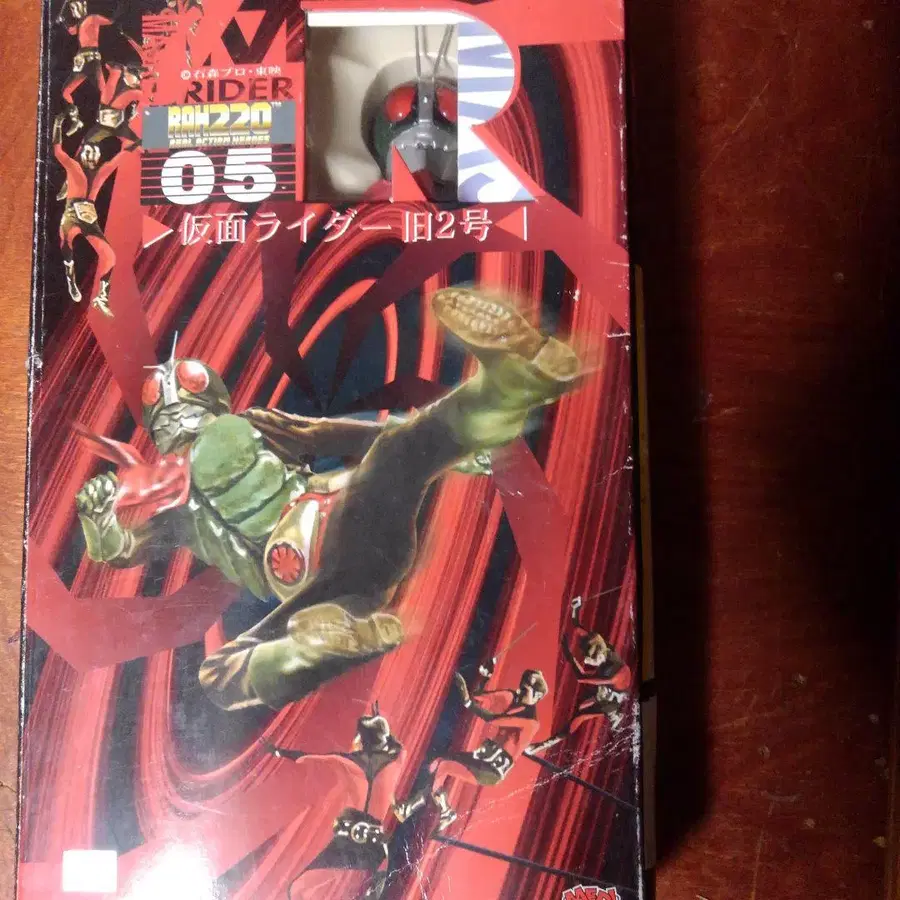 ©石森プロ・東映
RIDER
RAH220™
REAL ACTION HEROES
05
仮面ライダー旧2号